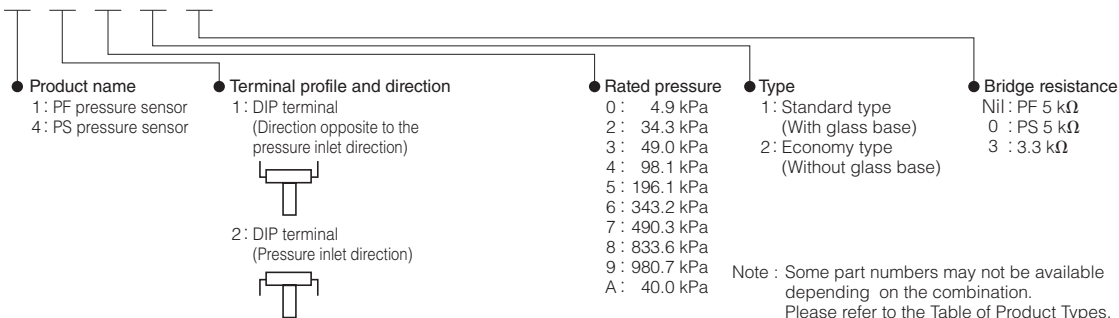 Product name
1: PF pressure sensor
4: PS pressure sensor
Terminal profile and direction
1: DIP terminal
(Direction opposite to the
pressure inlet direction)
2: DIP terminal
(Pressure inlet direction)
Rated pressure
0: 4.9 kPa
2: 34.3 kPa
3: 49.0 kPa
4: 98.1 kPa
5: 196.1 kPa
6: 343.2 kPa
7: 490.3 kPa
8: 833.6 kPa
9: 980.7 kPa
A: 40.0 kPa
Type
1: Standard type
(With glass base)
2: Economy type
(Without glass base)
Bridge resistance
Nil: PF 5 kΩ
0 : PS 5 kΩ
3 : 3.3 kΩ
Note : Some part numbers may not be available
depending on the combination.
Please refer to the Table of Product Types.